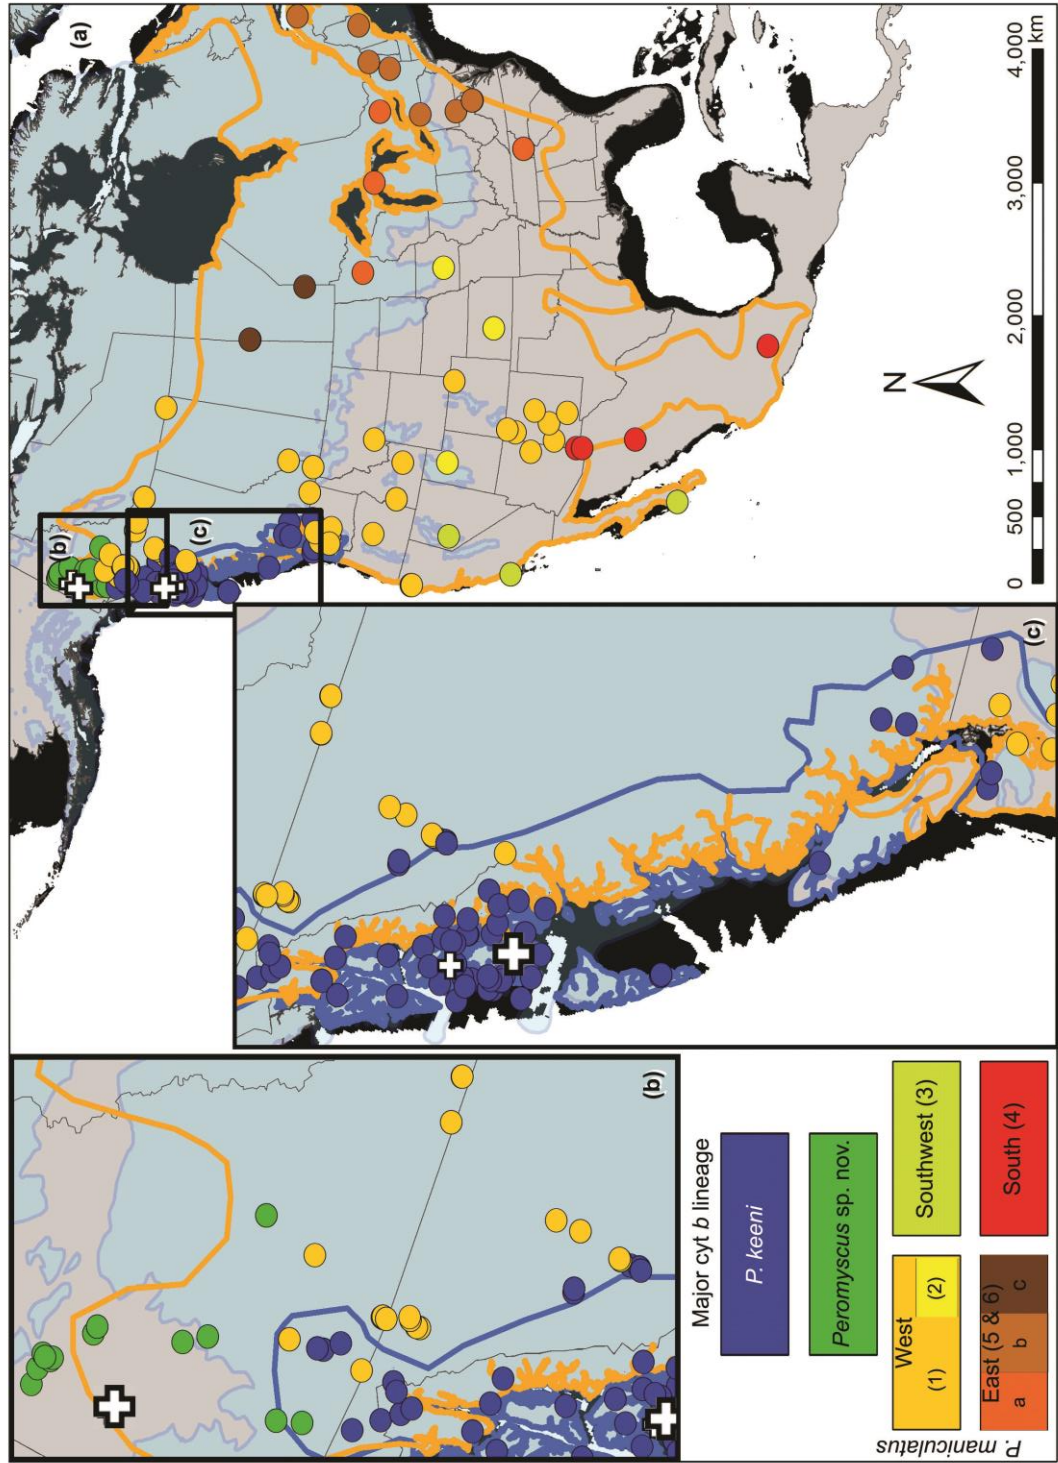 (a)
(b)
(c)
N
0 500 1,000 2,000 3,000 4,000
km
(b)
(c)
Major cyt b lineage
P. keeni
Peromyscus sp. nov.
P. maniculatus
West
(1)
(2)
Southwest (3)
East (5 & 6)
a b c
South (4)